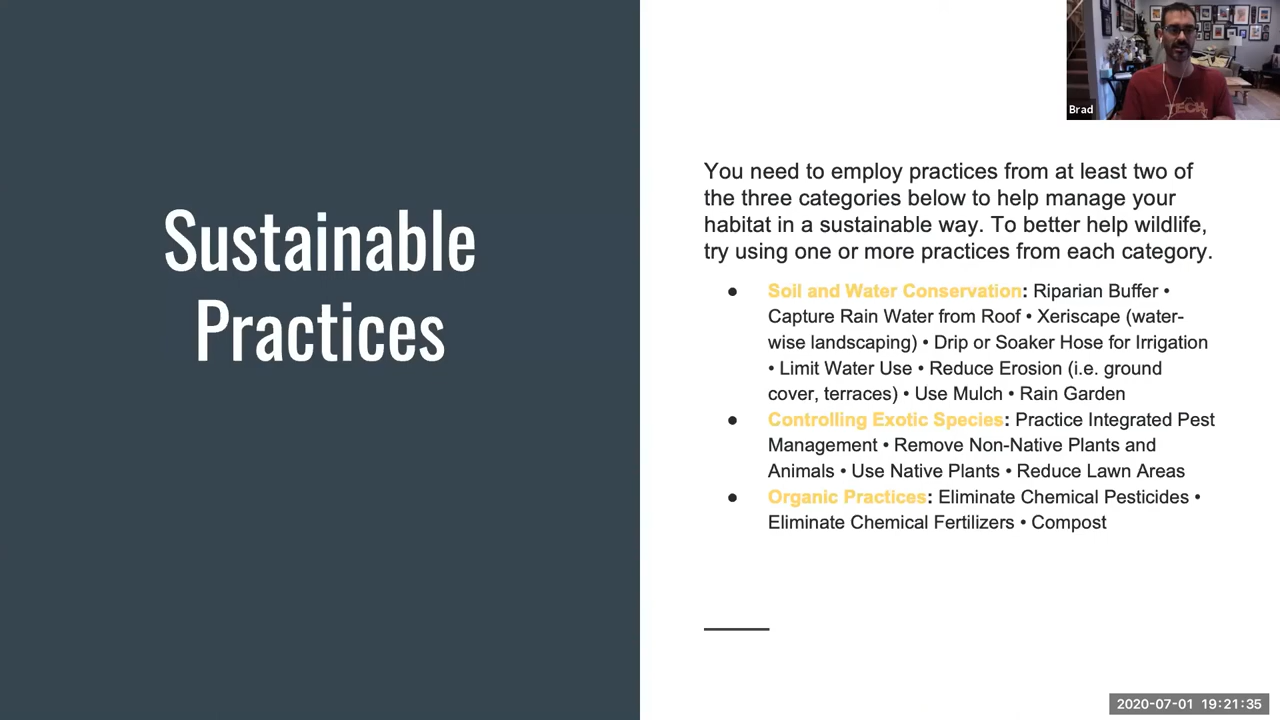 Sustainable
Practices
Brad
TECH
You need to employ practices from at least two of
the three categories below to help manage your
habitat in a sustainable way. To better help wildlife,
try using one or more practices from each category.
● Soil and Water Conservation: Riparian Buffer •
Capture Rain Water from Roof • Xeriscape (water-
wise landscaping) • Drip or Soaker Hose for Irrigation
• Limit Water Use • Reduce Erosion (i.e. ground
cover, terraces) • Use Mulch • Rain Garden
● Controlling Exotic Species: Practice Integrated Pest
Management • Remove Non-Native Plants and
Animals • Use Native Plants • Reduce Lawn Areas
● Organic Practices: Eliminate Chemical Pesticides •
Eliminate Chemical Fertilizers • Compost
2020-07-01 19:21:35